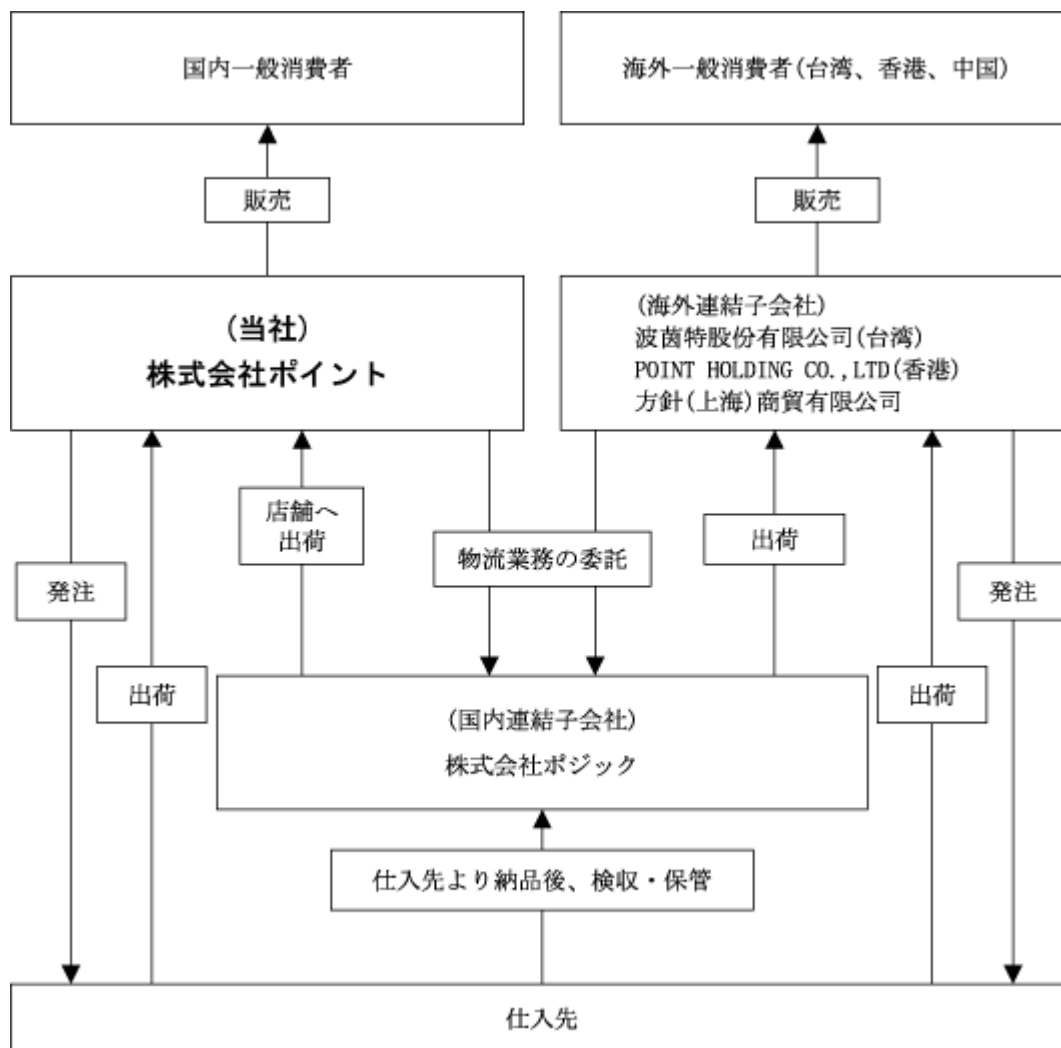 国内一般消費者
海外一般消費者(台湾、香港、中国)
販売
販売
(当社)
株式会社ポイント
(海外連結子会社)
波茵特股份有限公司(台湾)
POINT HOLDING CO.,LTD(香港)
方針(上海)商貿有限公司
店舗へ
出荷
物流業務の委託
出荷
発注
発注
出荷
出荷
(国内連結子会社)
株式会社ポジック
仕入先より納品後、検収・保管
仕入先